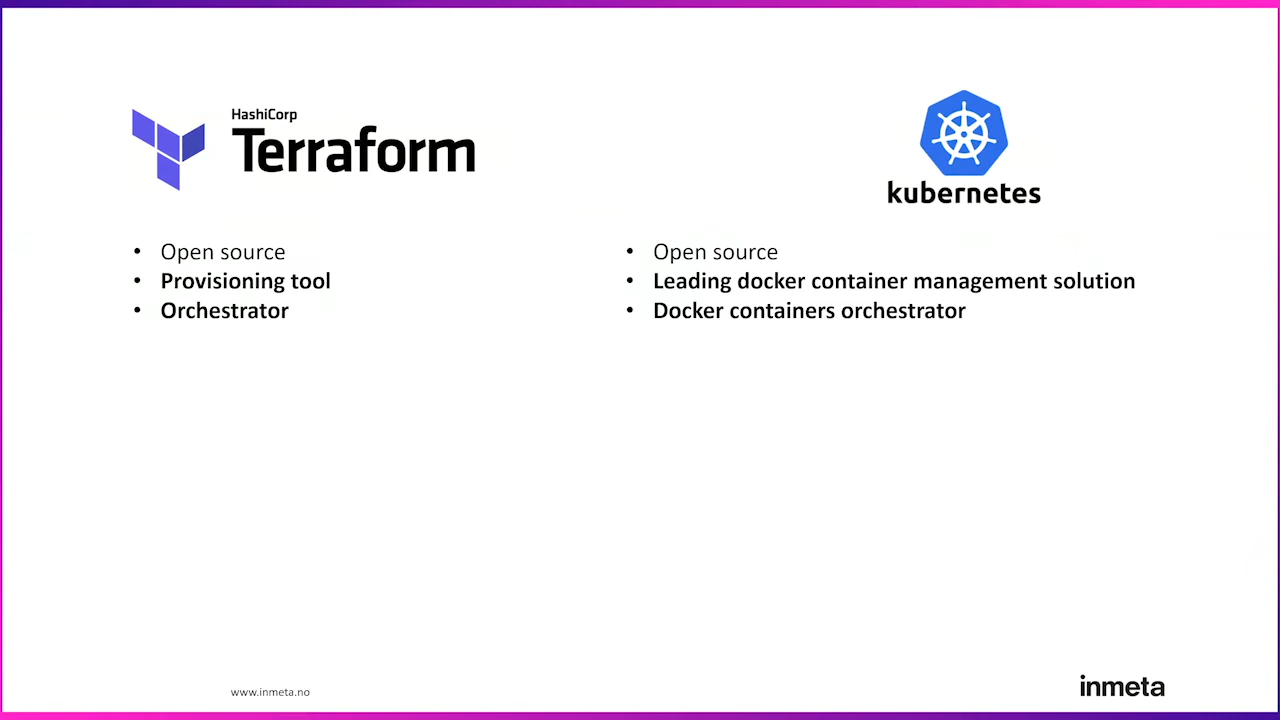 HashiCorp
Terraform
• Open source
• Provisioning tool
• Orchestrator
kubernetes
• Open source
• Leading docker container management solution
• Docker containers orchestrator
www.inmeta.no
inmeta